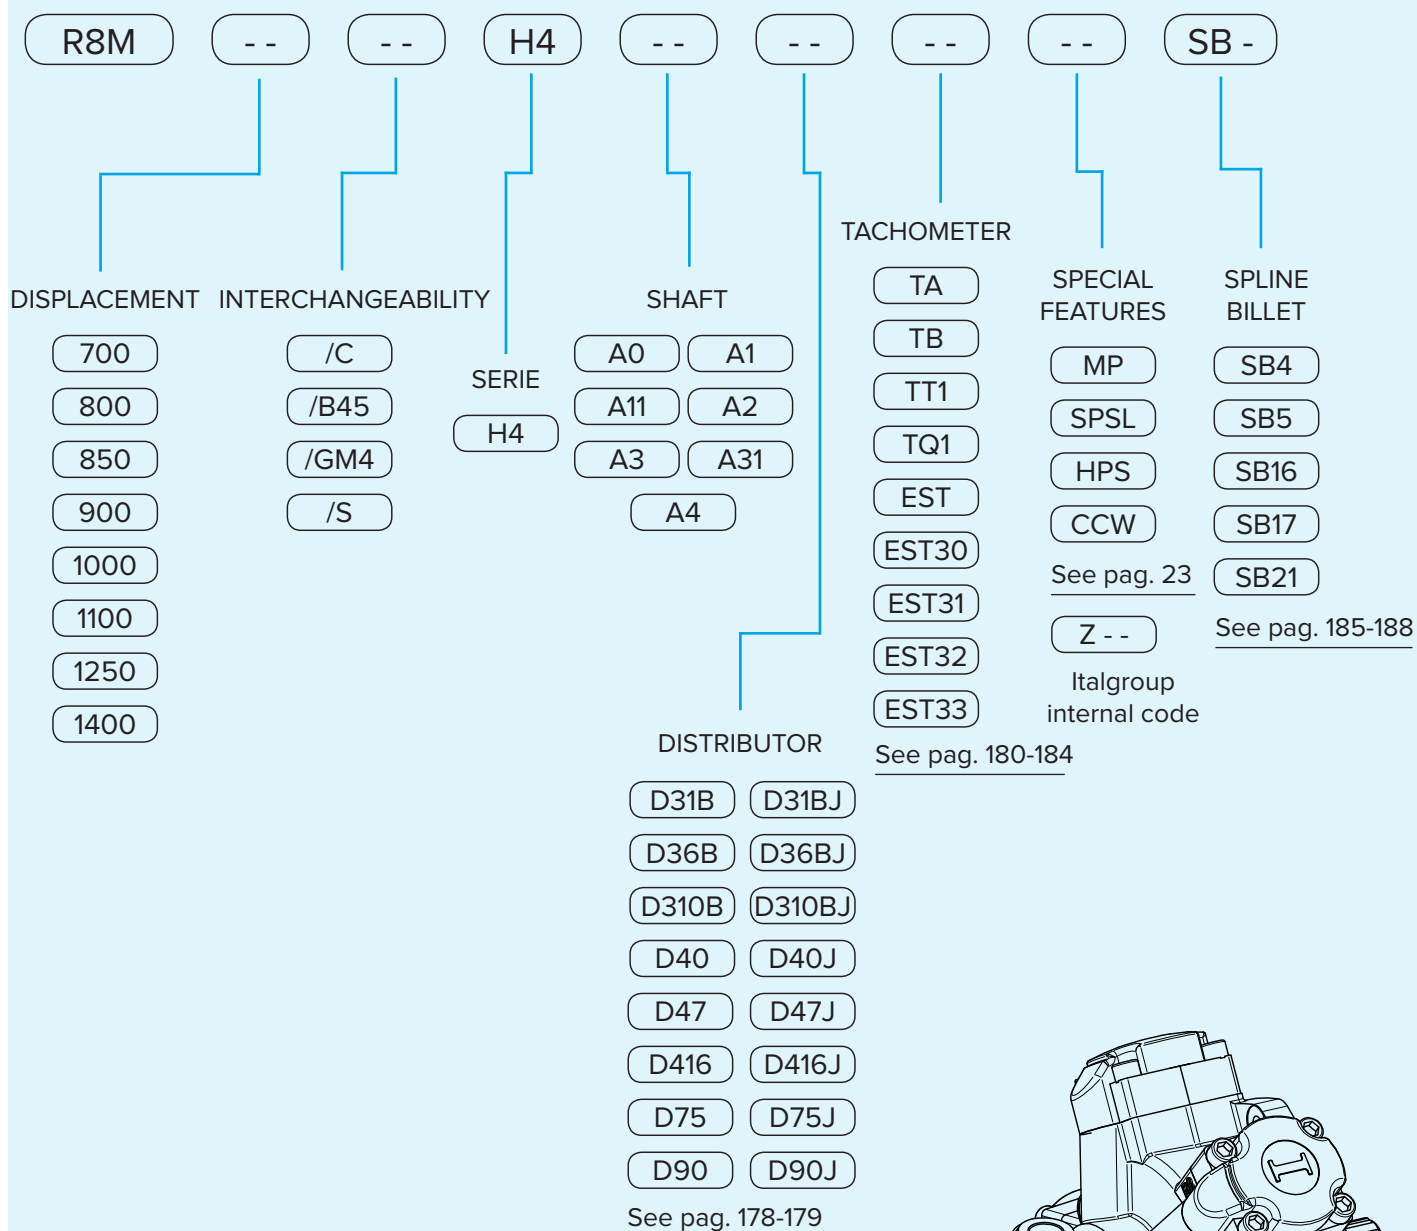 R8M - - - - H4 - - - - - - - - SB -
DISPLACEMENT
700
800
850
900
1000
1100
1250
1400
INTERCHANGEABILITY
/C
/B45
/GM4
/S
SERIE
H4
SHAFT
A0 A1
A11 A2
A3 A31
A4
DISTRIBUTOR
D31B D31BJ
D36B D36BJ
D310B D310BJ
D40 D40J
D47 D47J
D416 D416J
D75 D75J
D90 D90J
See pag. 178-179
TACHOMETER
TA
TB
TT1
TQ1
EST
EST30
EST31
EST32
EST33
See pag. 180-184
SPECIAL
FEATURES
MP
SPSL
HPS
CCW
See pag. 23
Z - -
Italgroup
internal code
SPLINE
BILLET
SB4
SB5
SB16
SB17
SB21
See pag. 185-188